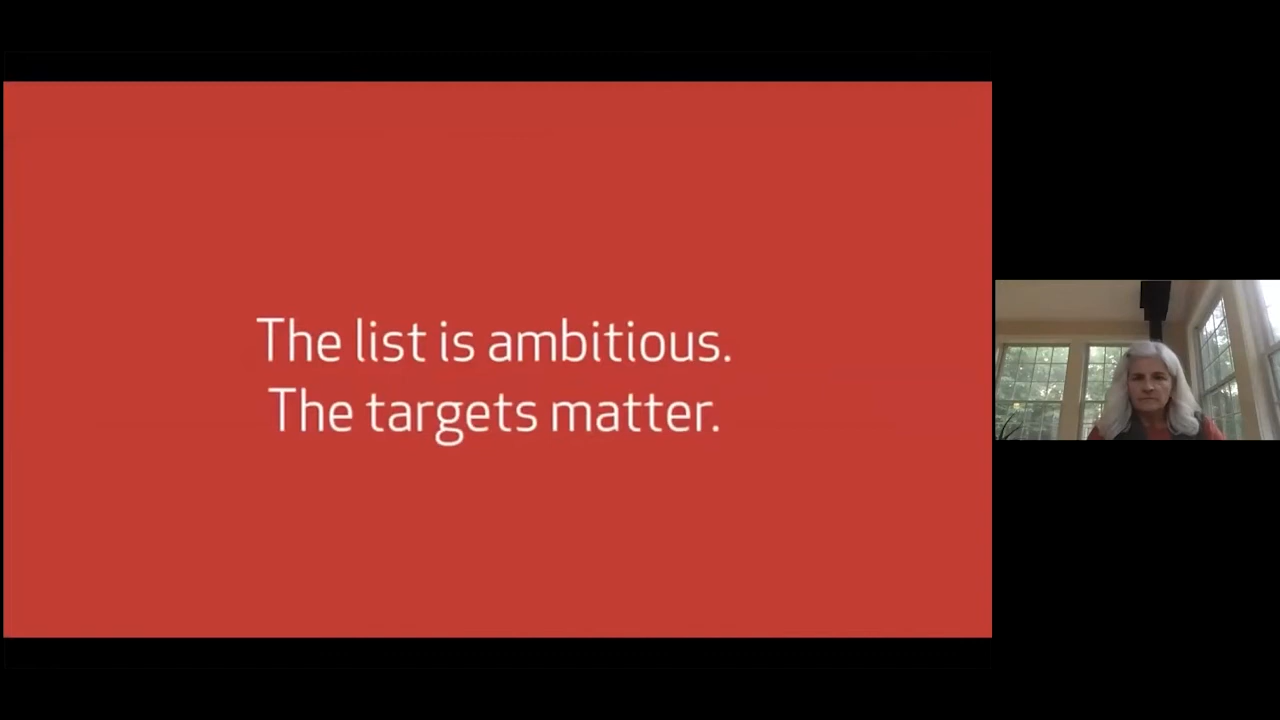 The list is ambitious.
The targets matter.